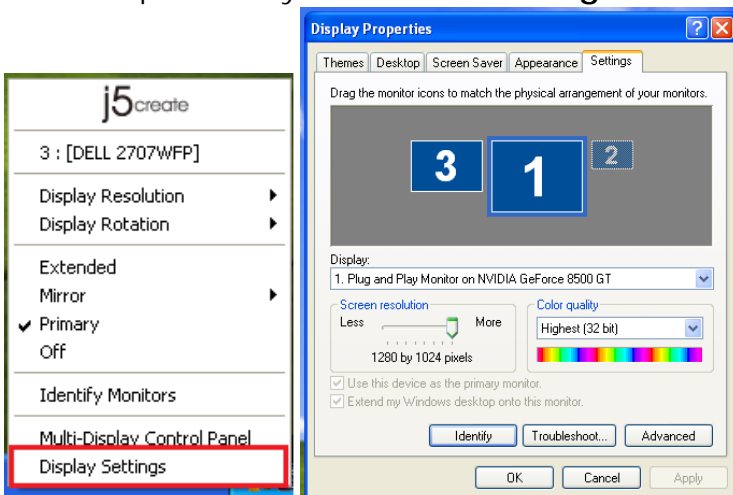 j5create
3 : [DELL 2707WFP]
Display Resolution
Display Rotation
Extended
Mirror
Primary
Off
Identify Monitors
Multi-Display Control Panel
Display Settings
Display Properties
Themes Desktop Screen Saver Appearance Settings
Drag the monitor icons to match the physical arrangement of your monitors.
3 1 2
Display:
1. Plug and Play Monitor on NVIDIA GeForce 8500 GT
Screen resolution
Less More
1280 by 1024 pixels
Color quality
Highest (32 bit)
Use this device as the primary monitor.
Extend my Windows desktop onto this monitor.
Identify Troubleshoot... Advanced
OK Cancel Apply